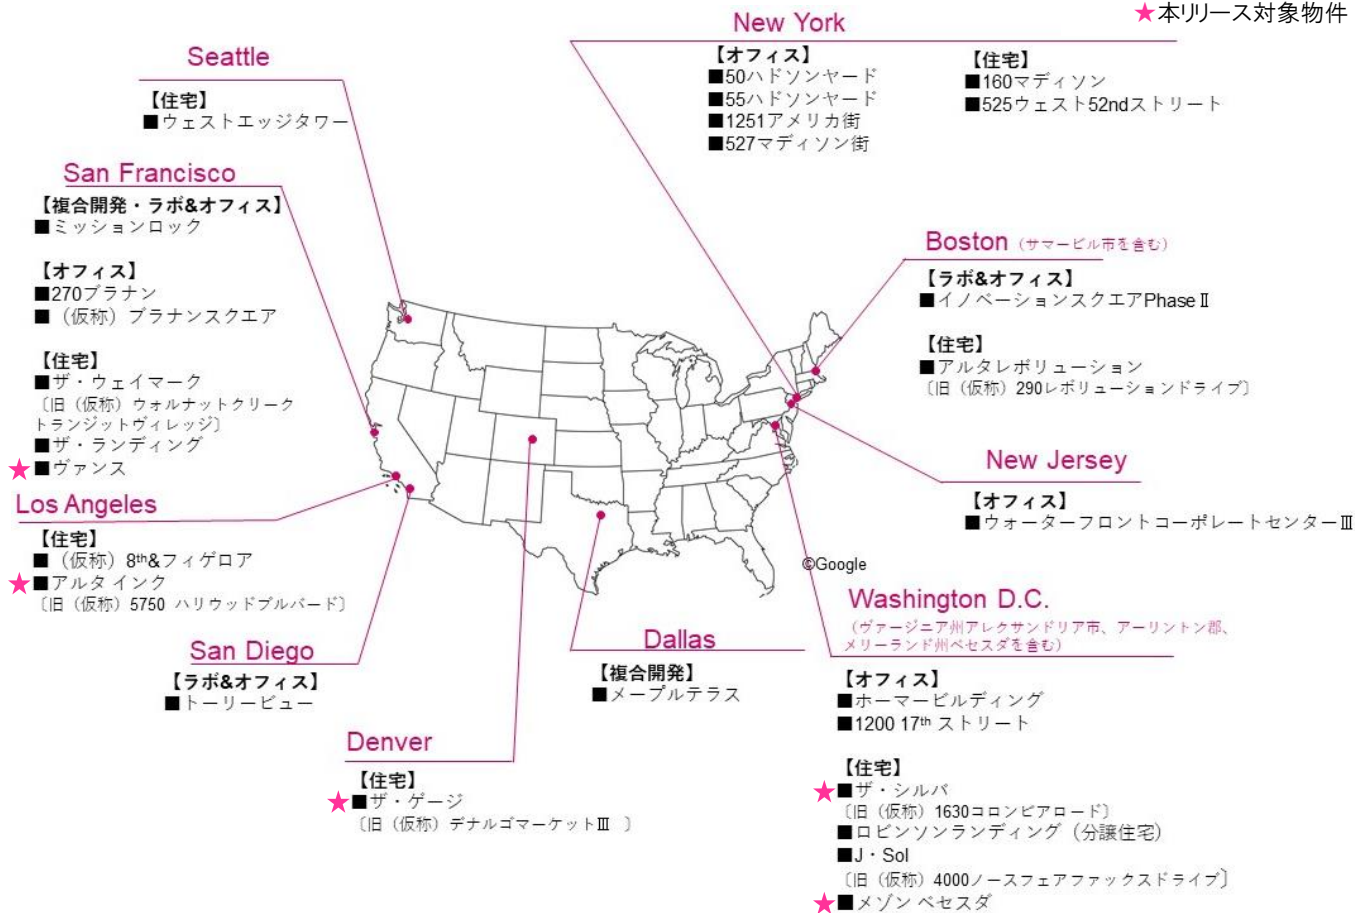 ★本リリース対象物件
New York
【オフィス】
■50ハドソンヤード
■55ハドソンヤード
■1251アメリカ街
■527マディソン街
【住宅】
■160マディソン
■525ウェスト52ndストリート
Seattle
【住宅】
■ウェストエッジタワー
San Francisco
【複合開発・ラボ&オフィス】
■ミッションロック
【オフィス】
■270ブラナン
■（仮称）ブラナンスクエア
【住宅】
■ザ・ウェイマーク
〔旧（仮称）ウォルナットクリーク
トランジットヴィレッジ〕
■ザ・ランディング
★■ヴァンス
Los Angeles
【住宅】
■（仮称）8th&フィゲロア
★■アルタ インク
〔旧（仮称）5750 ハリウッドブルバード〕
San Diego
【ラボ&オフィス】
■トーリービュー
Denver
【住宅】
★■ザ・ゲージ
〔旧（仮称）デナルゴマーケットⅢ 〕
Dallas
【複合開発】
■メープルテラス
Boston（サマービル市を含む）
【ラボ&オフィス】
■イノベーションスクエアPhaseⅡ
【住宅】
■アルタレボリューション
〔旧（仮称）290レボリューションドライブ〕
New Jersey
【オフィス】
■ウォーターフロントコーポレートセンターⅢ
©Google
Washington D.C.
（ヴァージニア州アレクサンドリア市、アーリントン郡、
メリーランド州ベセスダを含む）
【オフィス】
■ホーマービルディング
■1200 17th ストリート
【住宅】
★■ザ・シルバ
〔旧（仮称）1630コロンビアロード〕
■ロビンソンランディング（分譲住宅）
■J・Sol
〔旧（仮称）4000ノースフェアファックスドライブ〕
★■メゾン ベセスダ